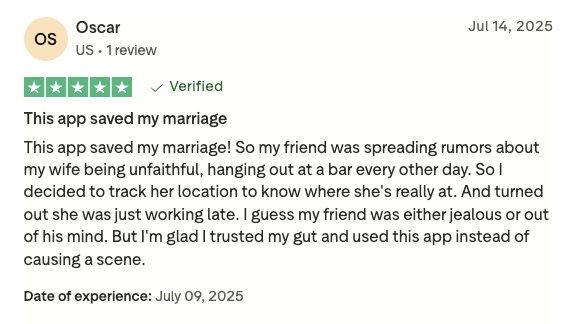 OS
Oscar
Jul 14, 2025
US • 1 review
Verified
This app saved my marriage
This app saved my marriage! So my friend was spreading rumors about
my wife being unfaithful, hanging out at a bar every other day. So I
decided to track her location to know where she's really at. And turned
out she was just working late. I guess my friend was either jealous or out
of his mind. But I'm glad I trusted my gut and used this app instead of
causing a scene.
Date of experience: July 09, 2025